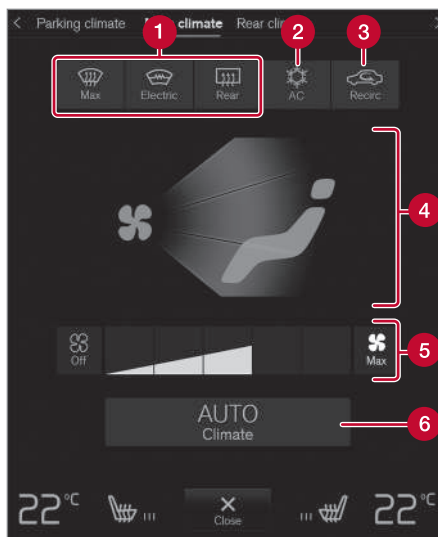 Parking climate climate Rear
1 2 3
Max Electric Rear AC Recirc
4
Off Max 5
AUTO
Climate 6
22°C Close 22°C